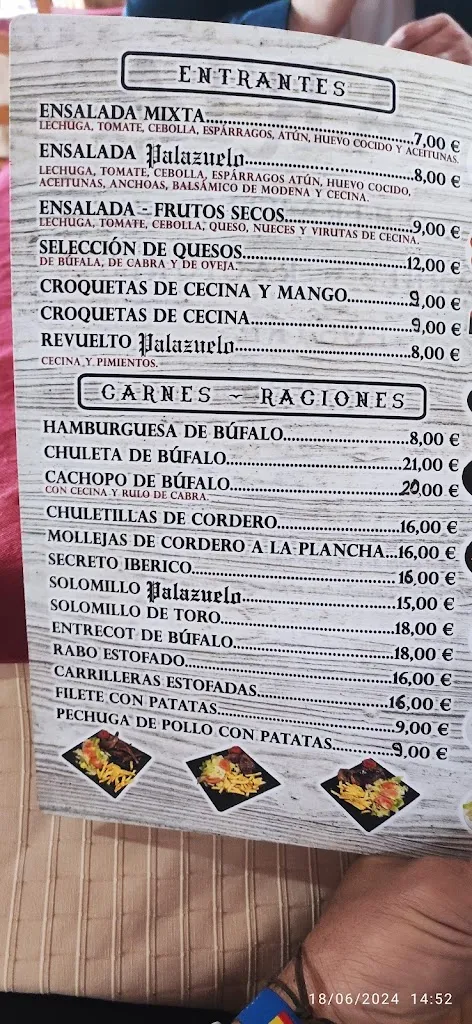 ENTRANTES
ENSALADA MIXTA..........7,00 €
LECHUGA, TOMATE, CEBOLLA, ESPÁRRAGOS, ATÚN, HUEVO COCIDO Y ACEITUNAS.
ENSALADA Palazuelo..........8,00 €
LECHUGA, TOMATE, CEBOLLA, ESPÁRRAGOS ATÚN, HUEVO COCIDO,
ACEITUNAS, ANCHOAS, BALSÁMICO DE MODENA Y CECINA.
ENSALADA - FRUTOS SECOS..........9,00 €
LECHUGA, TOMATE, CEBOLLA, QUESO, NUECES Y VIRUTAS DE CECINA.
SELECCIÓN DE QUESOS..........12,00 €
DE BÚFALA, DE CABRA Y DE OVEJA.
CROQUETAS DE CECINA Y MANGO..........9,00 €
CROQUETAS DE CECINA..........9,00 €
REVUELTO Palazuelo..........8,00 €
CECINA Y PIMIENTOS.
CARNES - RACIONES
HAMBURGUESA DE BÚFALO..........8,00 €
CHULETA DE BÚFALO..........21,00 €
CACHOPO DE BÚFALO..........20,00 €
CON CECINA Y RULO DE CABRA.
CHULETILLAS DE CORDERO..........16,00 €
MOLLEJAS DE CORDERO A LA PLANCHA...16,00 €
SECRETO IBERICO..........16,00 €
SOLOMILLO Palazuelo..........15,00 €
SOLOMILLO DE TORO..........18,00 €
ENTRECOT DE BÚFALO..........18,00 €
RABO ESTOFADO..........16,00 €
CARRILLERAS ESTOFADAS..........16,00 €
FILETE CON PATATAS..........9,00 €
PECHUGA DE POLLO CON PATATAS..........9,00 €
18/06/2024 14:52